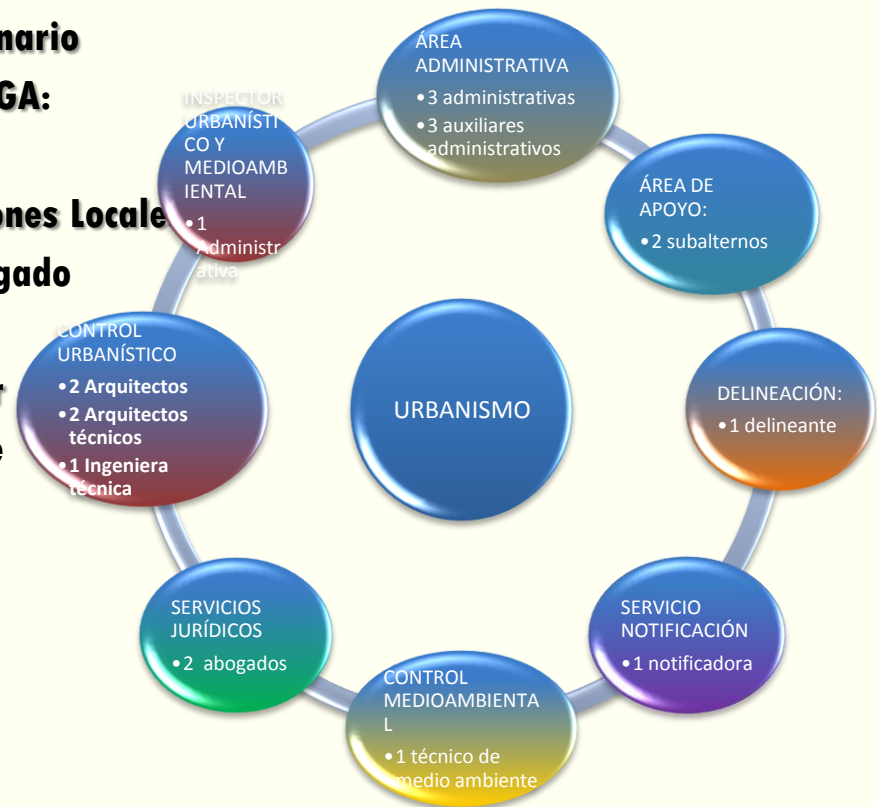 nario
GA:
ones Locale
gado
r
e
ÁREA
ADMINISTRATIVA
•3 administrativas
•3 auxiliares
administrativos
ÁREA DE
APOYO:
•2 subalternos
DELINEACIÓN:
•1 delineante
SERVICIO
NOTIFICACIÓN
•1 notificadora
CONTROL
MEDIOAMBIENTA
L
•1 técnico de
medio ambiente
SERVICIOS
JURÍDICOS
•2 abogados
CONTROL
URBANÍSTICO
•2 Arquitectos
•2 Arquitectos
técnicos
•1 Ingeniera
técnica
INSPECTOR
URBANÍSTI
CO Y
MEDIOAMB
IENTAL
•1
Administr
ativa
URBANISMO